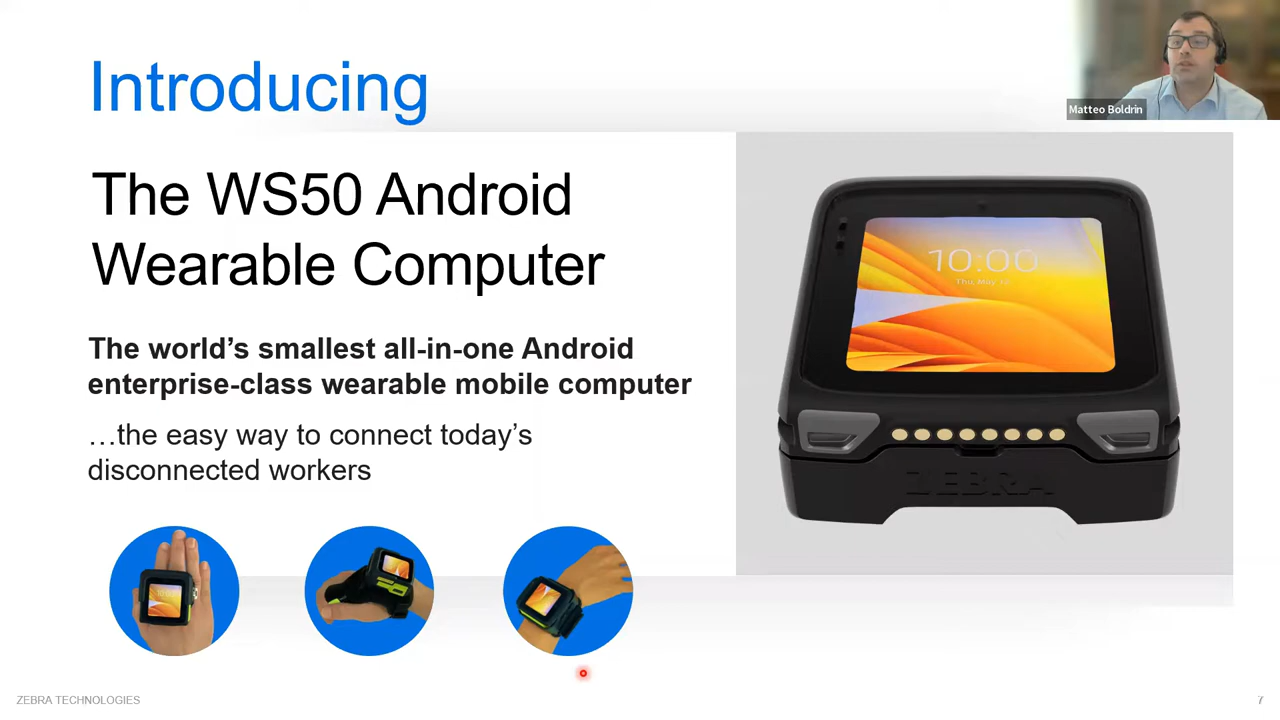 Introducing
Matteo Boldrin
The WS50 Android
Wearable Computer
10:00
Thu, May 12
The world's smallest all-in-one Android
enterprise-class wearable mobile computer
…the easy way to connect today's
disconnected workers
ZEBRA
ZEBRA TECHNOLOGIES
7